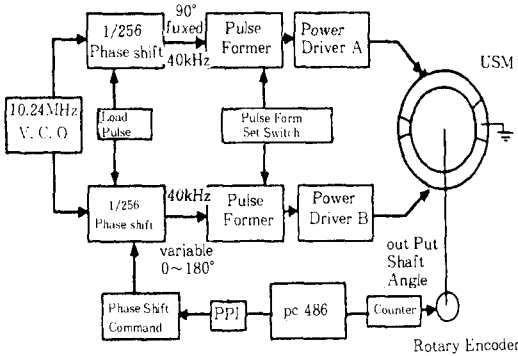 1/256
Phase shift
90°
fuxed
40kHz
Pulse
Former
Power
Driver A
USM
10.24MHz
V. C. O
Load
Pulse
Pulse Form
Set Switch
1/256
Phase shift
40kHz
variable
0~180°
Pulse
Former
Power
Driver B
out Put
Shaft
Angle
Phase Shift
Command
PPI
pc 486
Counter
Rotary Encoder